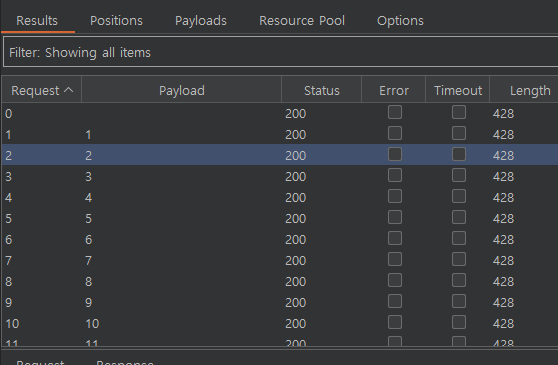 Results Positions Payloads Resource Pool Options
Filter: Showing all items
Request Payload Status Error Timeout Length
0 200 428
1 1 200 428
2 2 200 428
3 3 200 428
4 4 200 428
5 5 200 428
6 6 200 428
7 7 200 428
8 8 200 428
9 9 200 428
10 10 200 428
11 11 200 428
Request Response